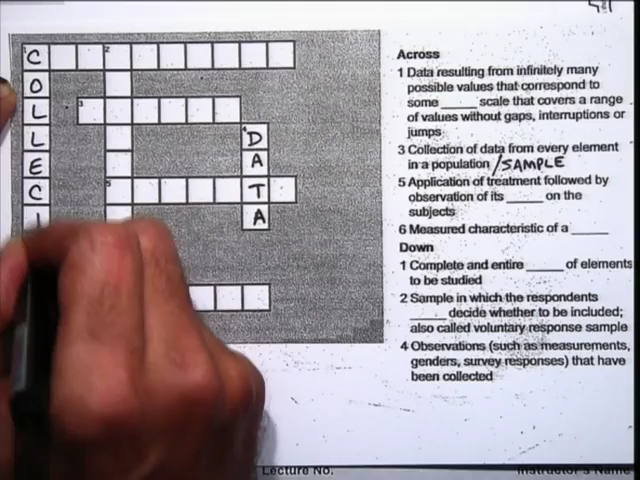 1 2
C
O
L
L
E
C
3
4
D
A
T
A
5
Across
1 Data resulting from infinitely many
possible values that correspond to
some _____ scale that covers a range
of values without gaps, interruptions or
jumps
3 Collection of data from every element
in a population /SAMPLE
5 Application of treatment followed by
observation of its _____ on the
subjects
6 Measured characteristic of a _____
Down
1 Complete and entire _____ of elements
to be studied
2 Sample in which the respondents
_____ decide whether to be included;
also called voluntary response sample
4 Observations (such as measurements,
genders, survey responses) that have
been collected
Lecture No. Instructor's Name